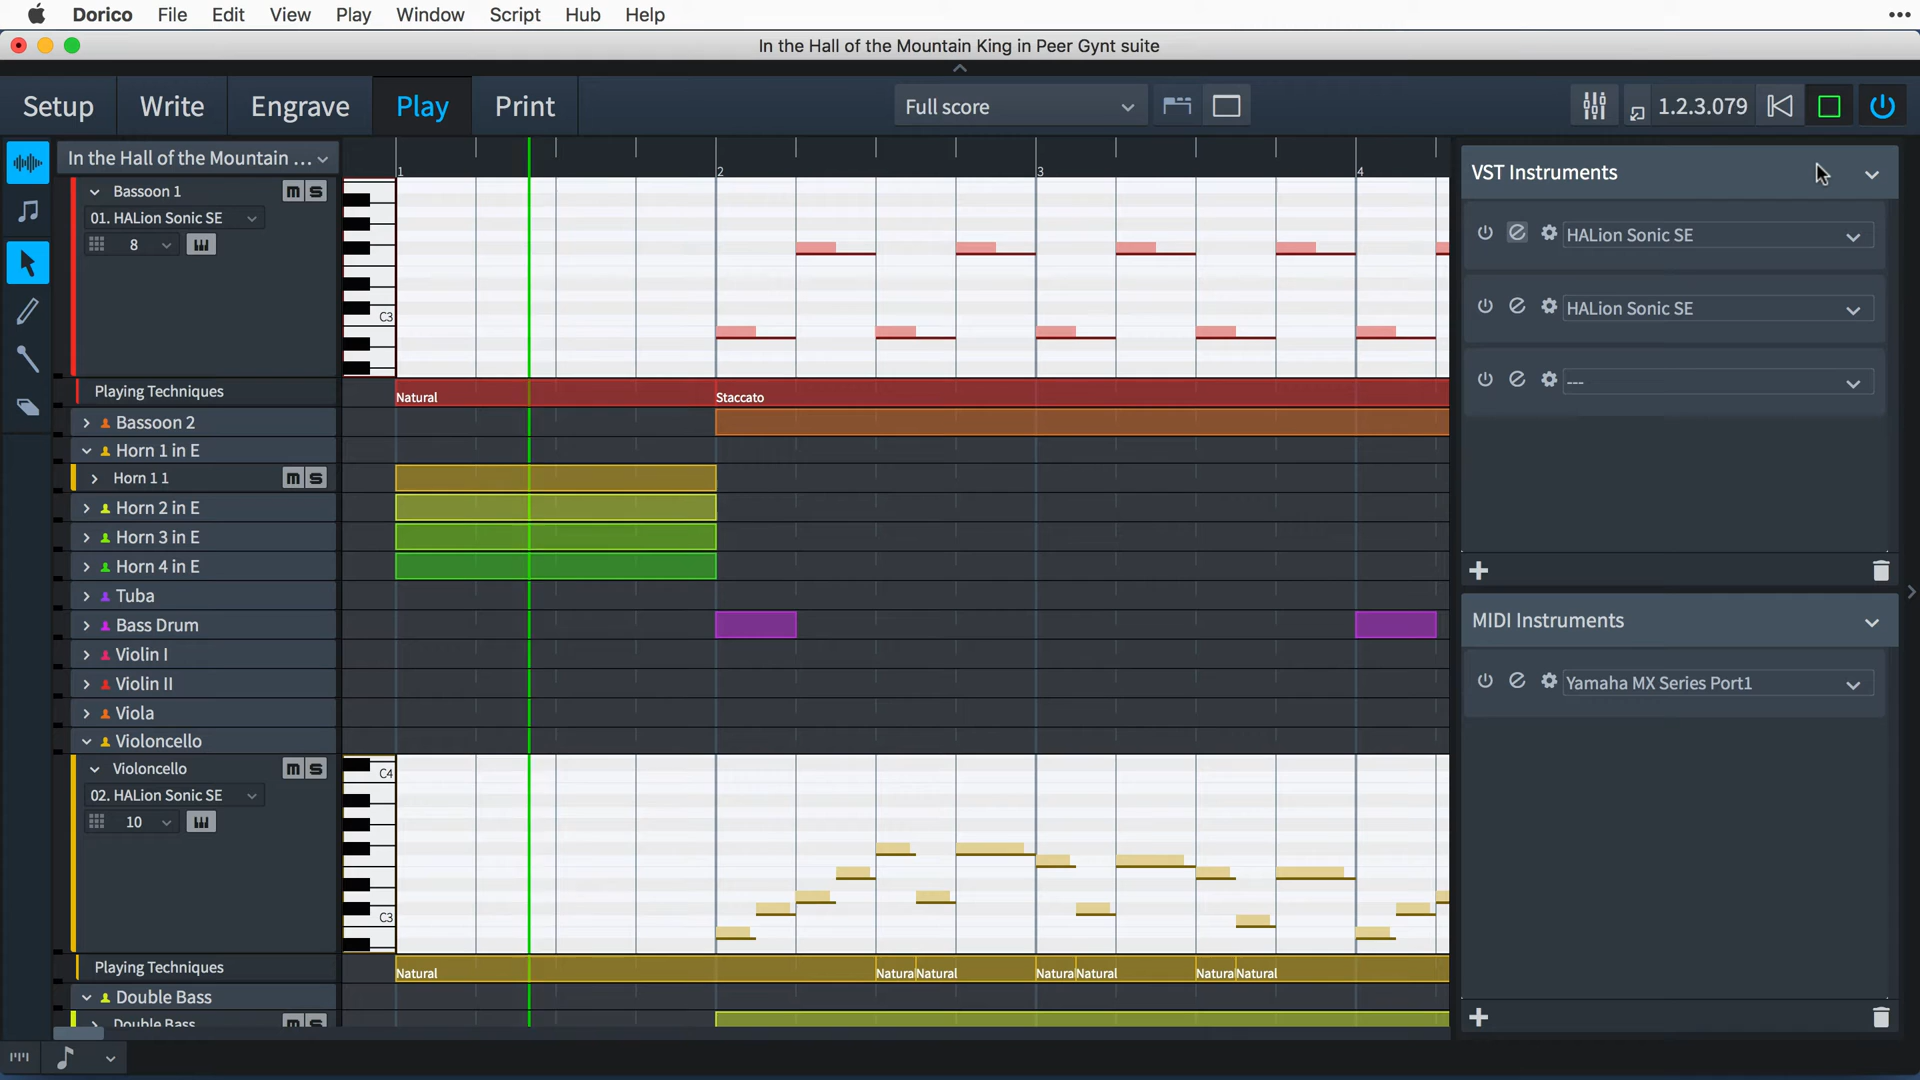 Dorico File Edit View Play Window Script Hub Help
In the Hall of the Mountain King in Peer Gynt suite
Setup Write Engrave Play Print Full score 1.2.3.079
In the Hall of the Mountain ...
1 2 3 4
Bassoon 1 m s
01. HALion Sonic SE
8
C3
Playing Techniques
Natural Staccato
Bassoon 2
Horn 1 in E
Horn 1 1 m s
Horn 2 in E
Horn 3 in E
Horn 4 in E
Tuba
Bass Drum
Violin I
Violin II
Viola
Violoncello
Violoncello m s
02. HALion Sonic SE
10
C4
C3
Playing Techniques
Natural Natura Natural Natura Natural Natura Natural
Double Bass
Double Bass m s
VST Instruments
HALion Sonic SE
HALion Sonic SE
---
MIDI Instruments
Yamaha MX Series Port1